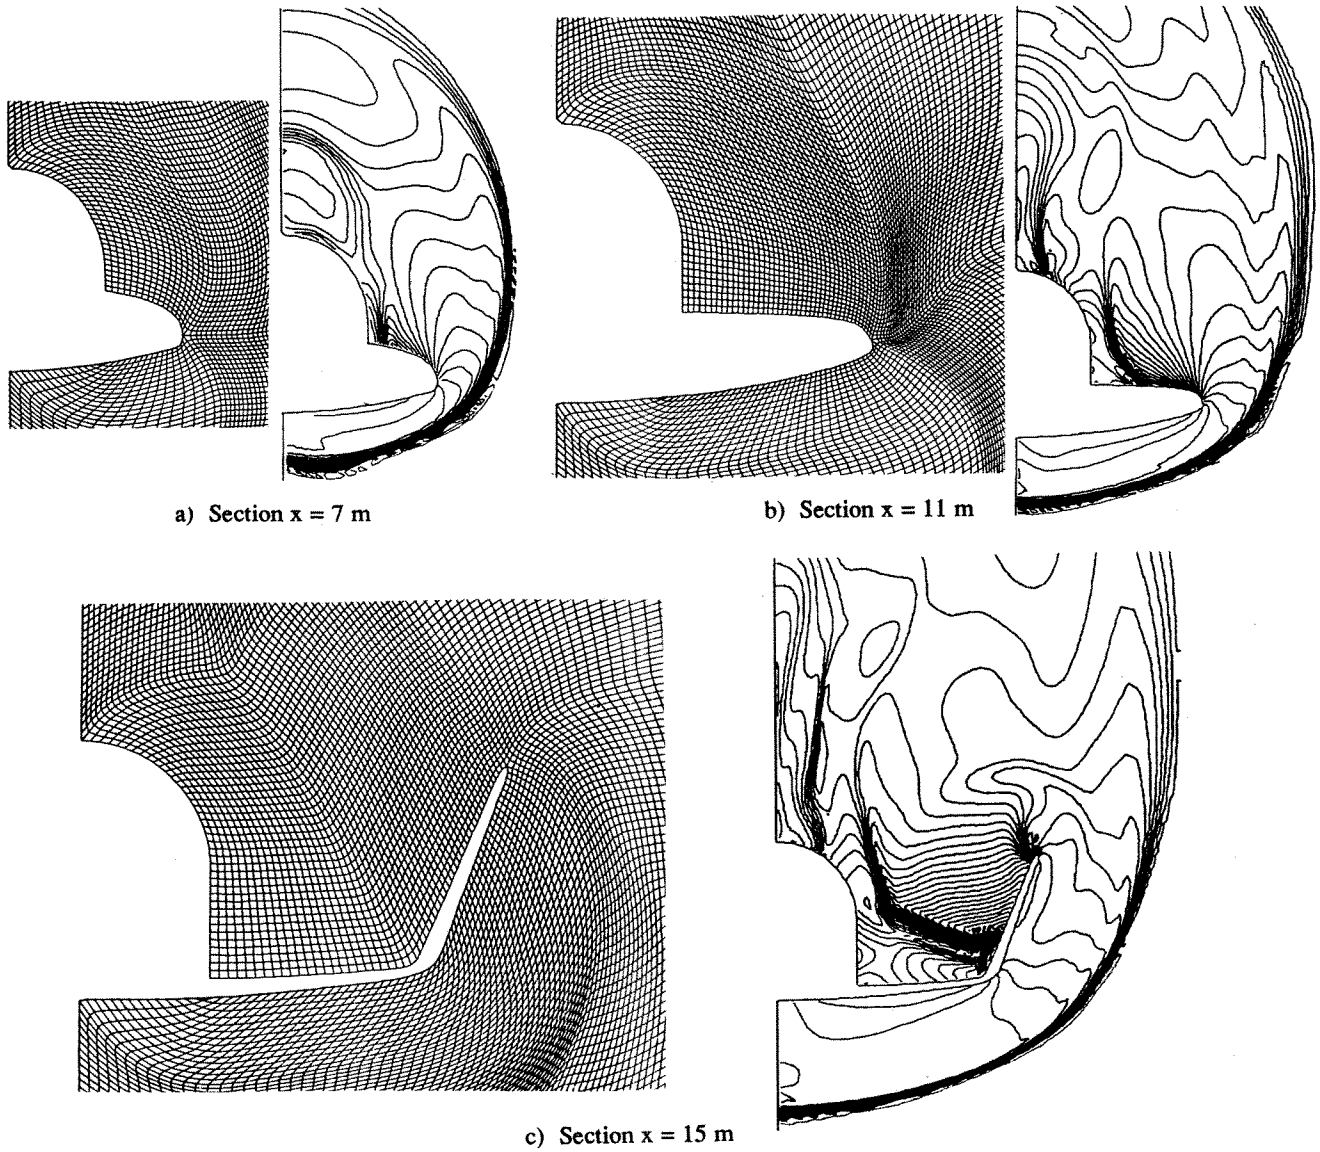 a) Section x = 7 m
b) Section x = 11 m
c) Section x = 15 m